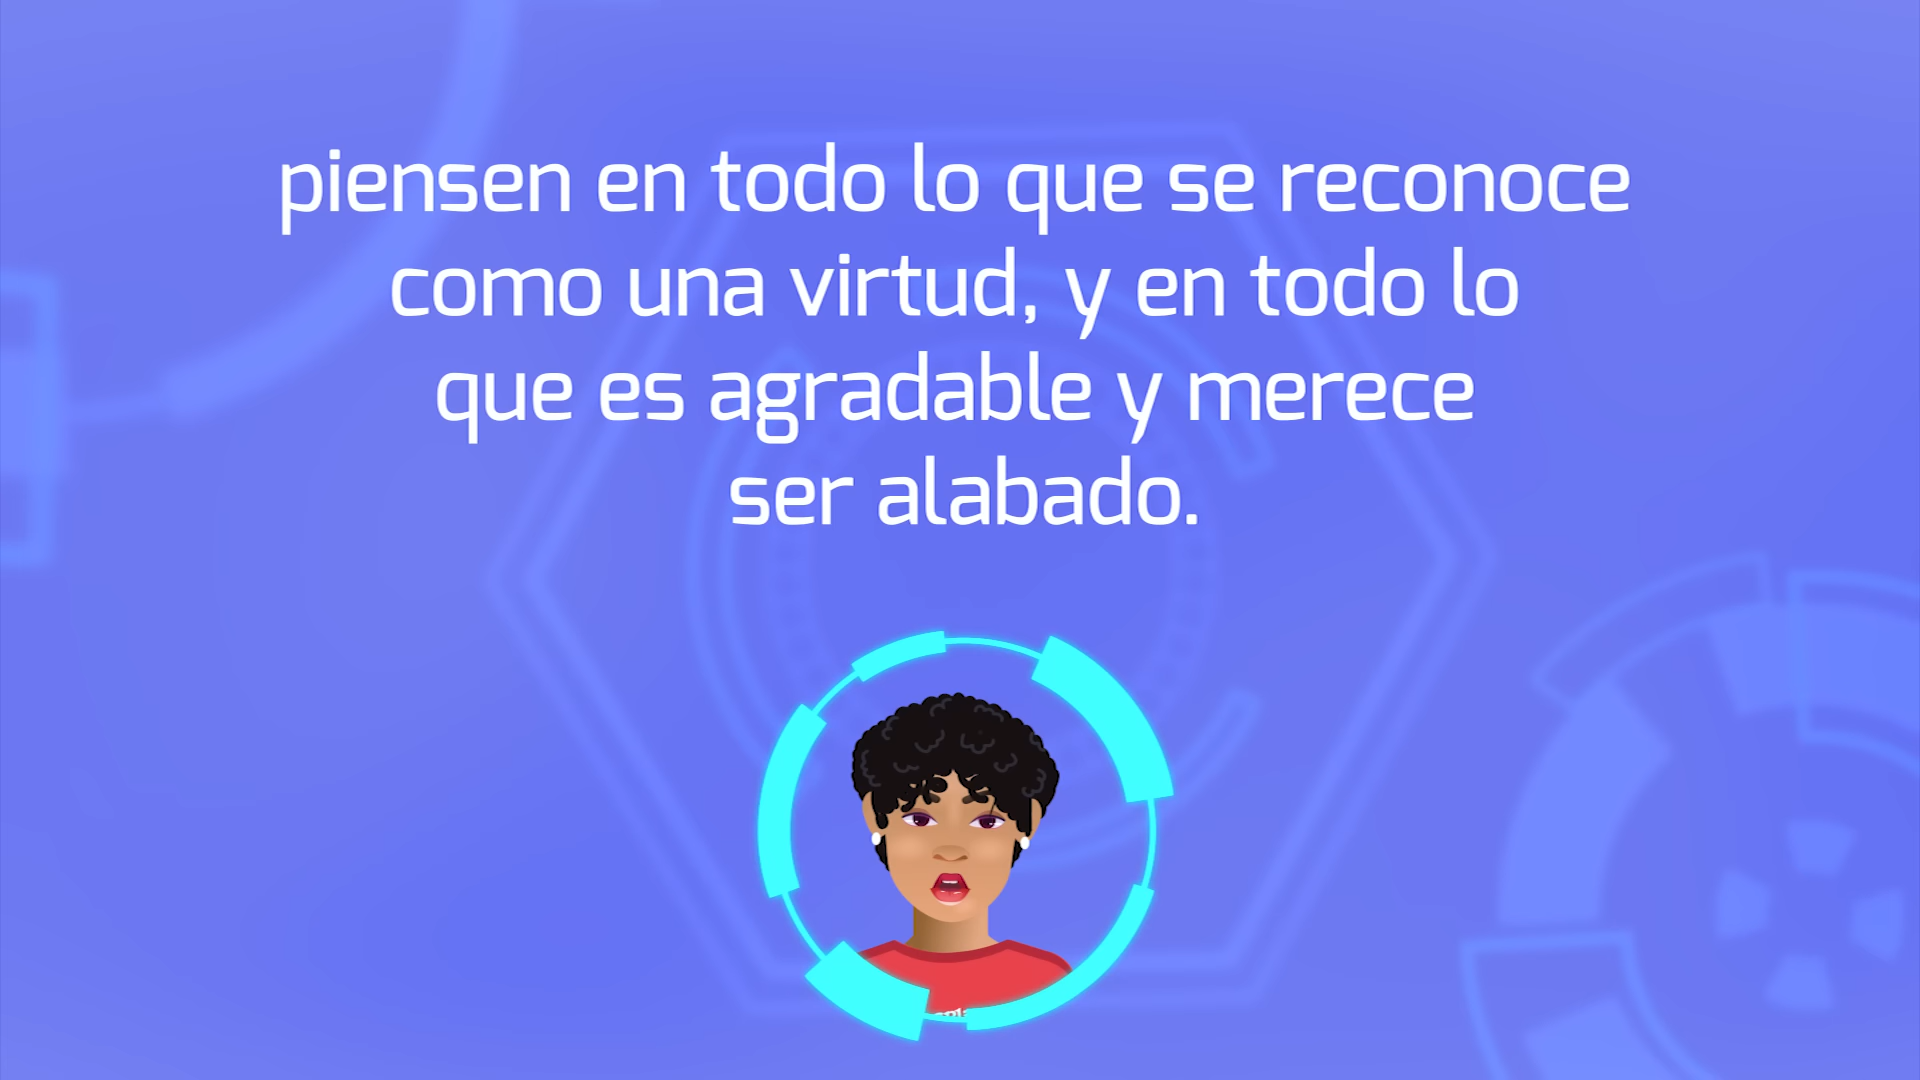 piensen en todo lo que se reconoce
como una virtud, y en todo lo
que es agradable y merece
ser alabado.